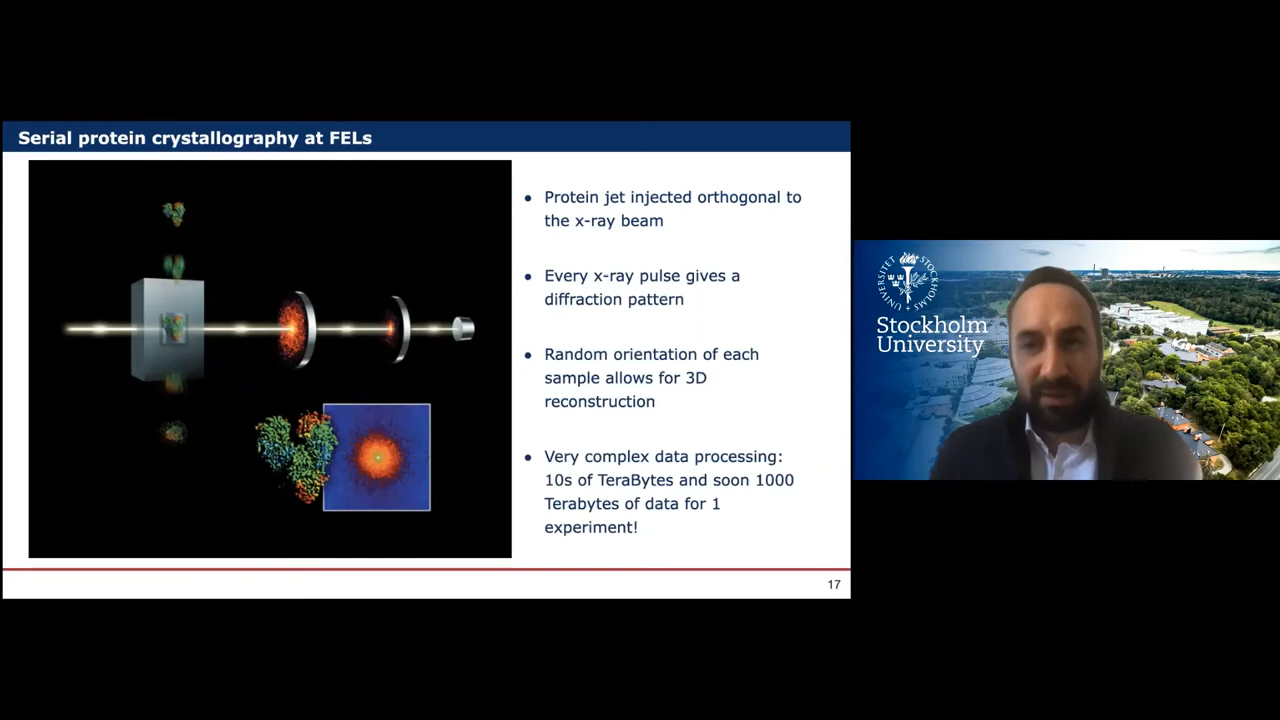 Serial protein crystallography at FELs
• Protein jet injected orthogonal to
the x-ray beam
• Every x-ray pulse gives a
diffraction pattern
• Random orientation of each
sample allows for 3D
reconstruction
• Very complex data processing:
10s of TeraBytes and soon 1000
Terabytes of data for 1
experiment!
17
STOCKHOLMS UNIVERSITET
Stockholm
University